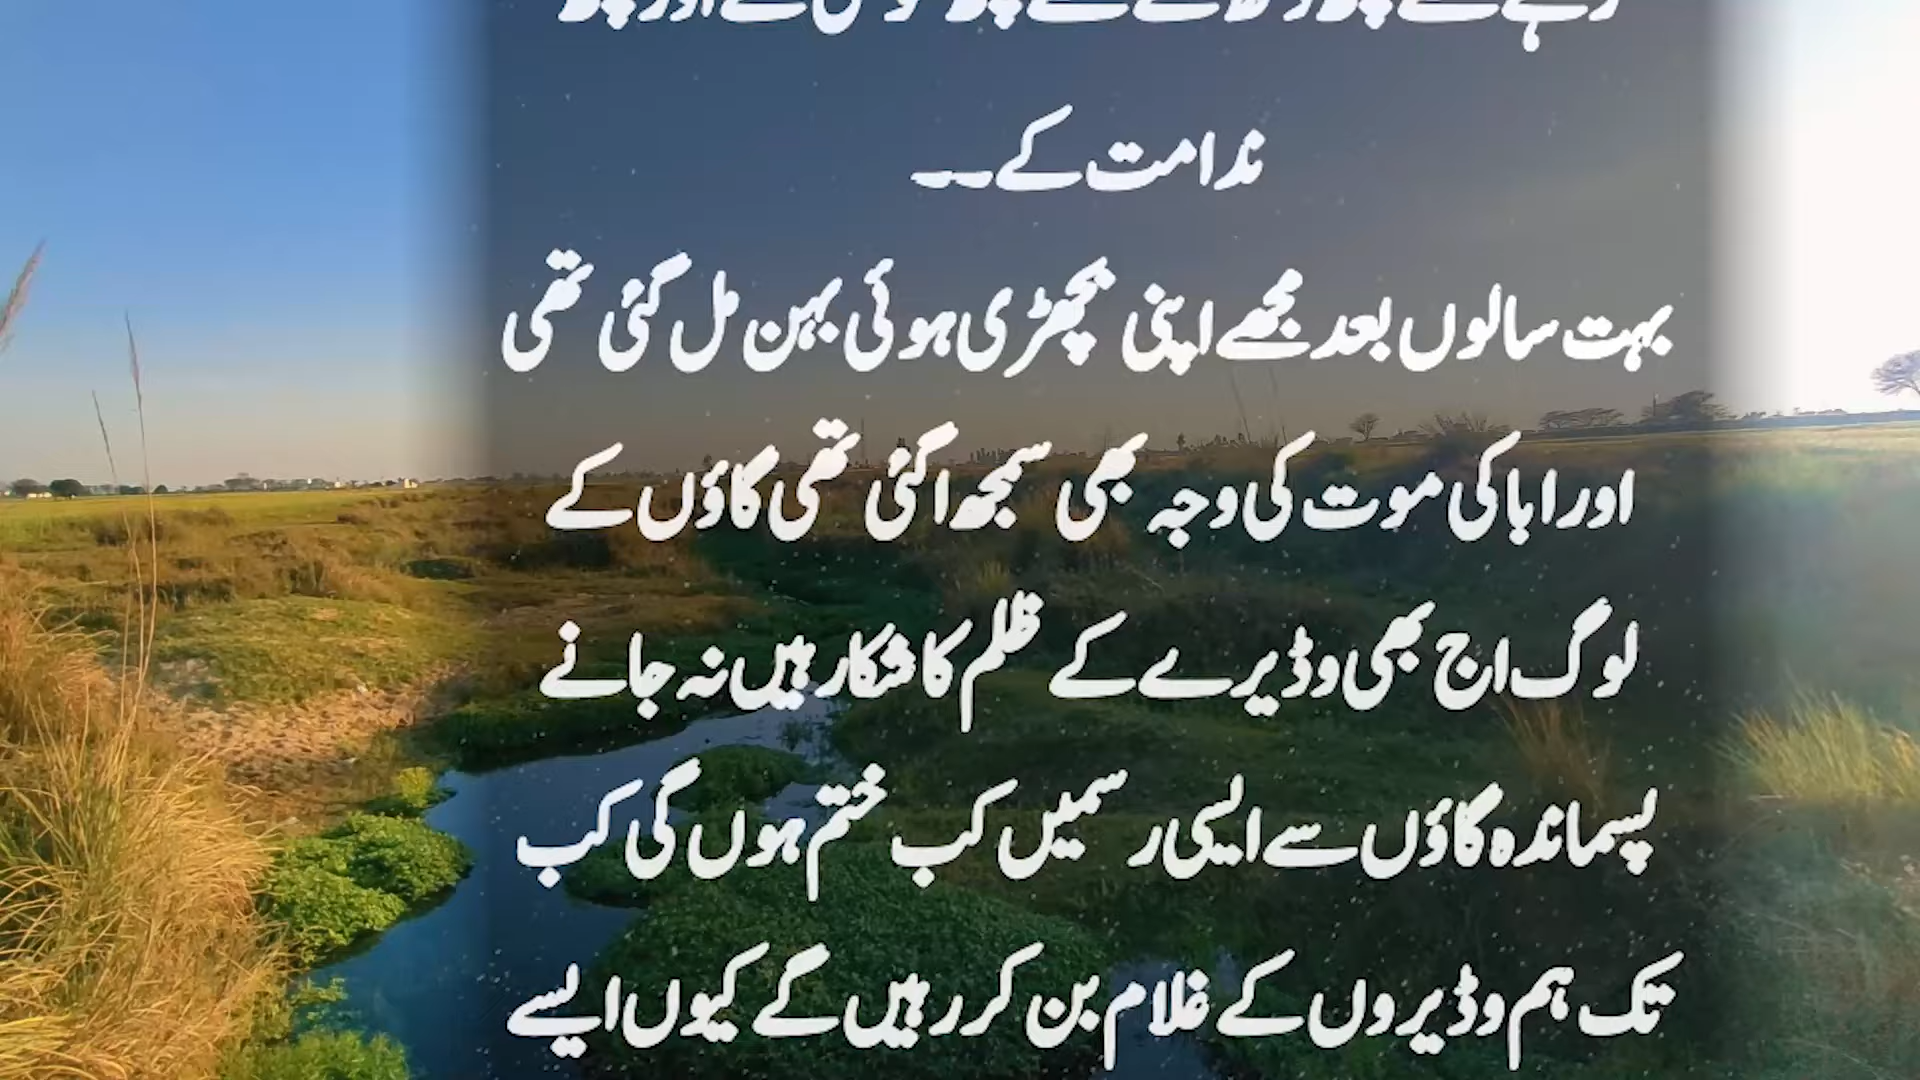 رہے تھے کچھ
ندامت کے ۔۔
بہت سالوں بعد مجھے اپنی بچھڑی ہوئی بہن مل گئی تھی
اور ابا کی موت کی وجہ بھی سمجھ اگئی تھی گاؤں کے
لوگ اج بھی وڈیرے کے ظلم کا شکار ہیں نہ جانے
پسماندہ گاؤں سے ایسی رسمیں کب ختم ہوں گی کب
تک ہم وڈیروں کے غلام بن کر رہیں گے کیوں ایسے